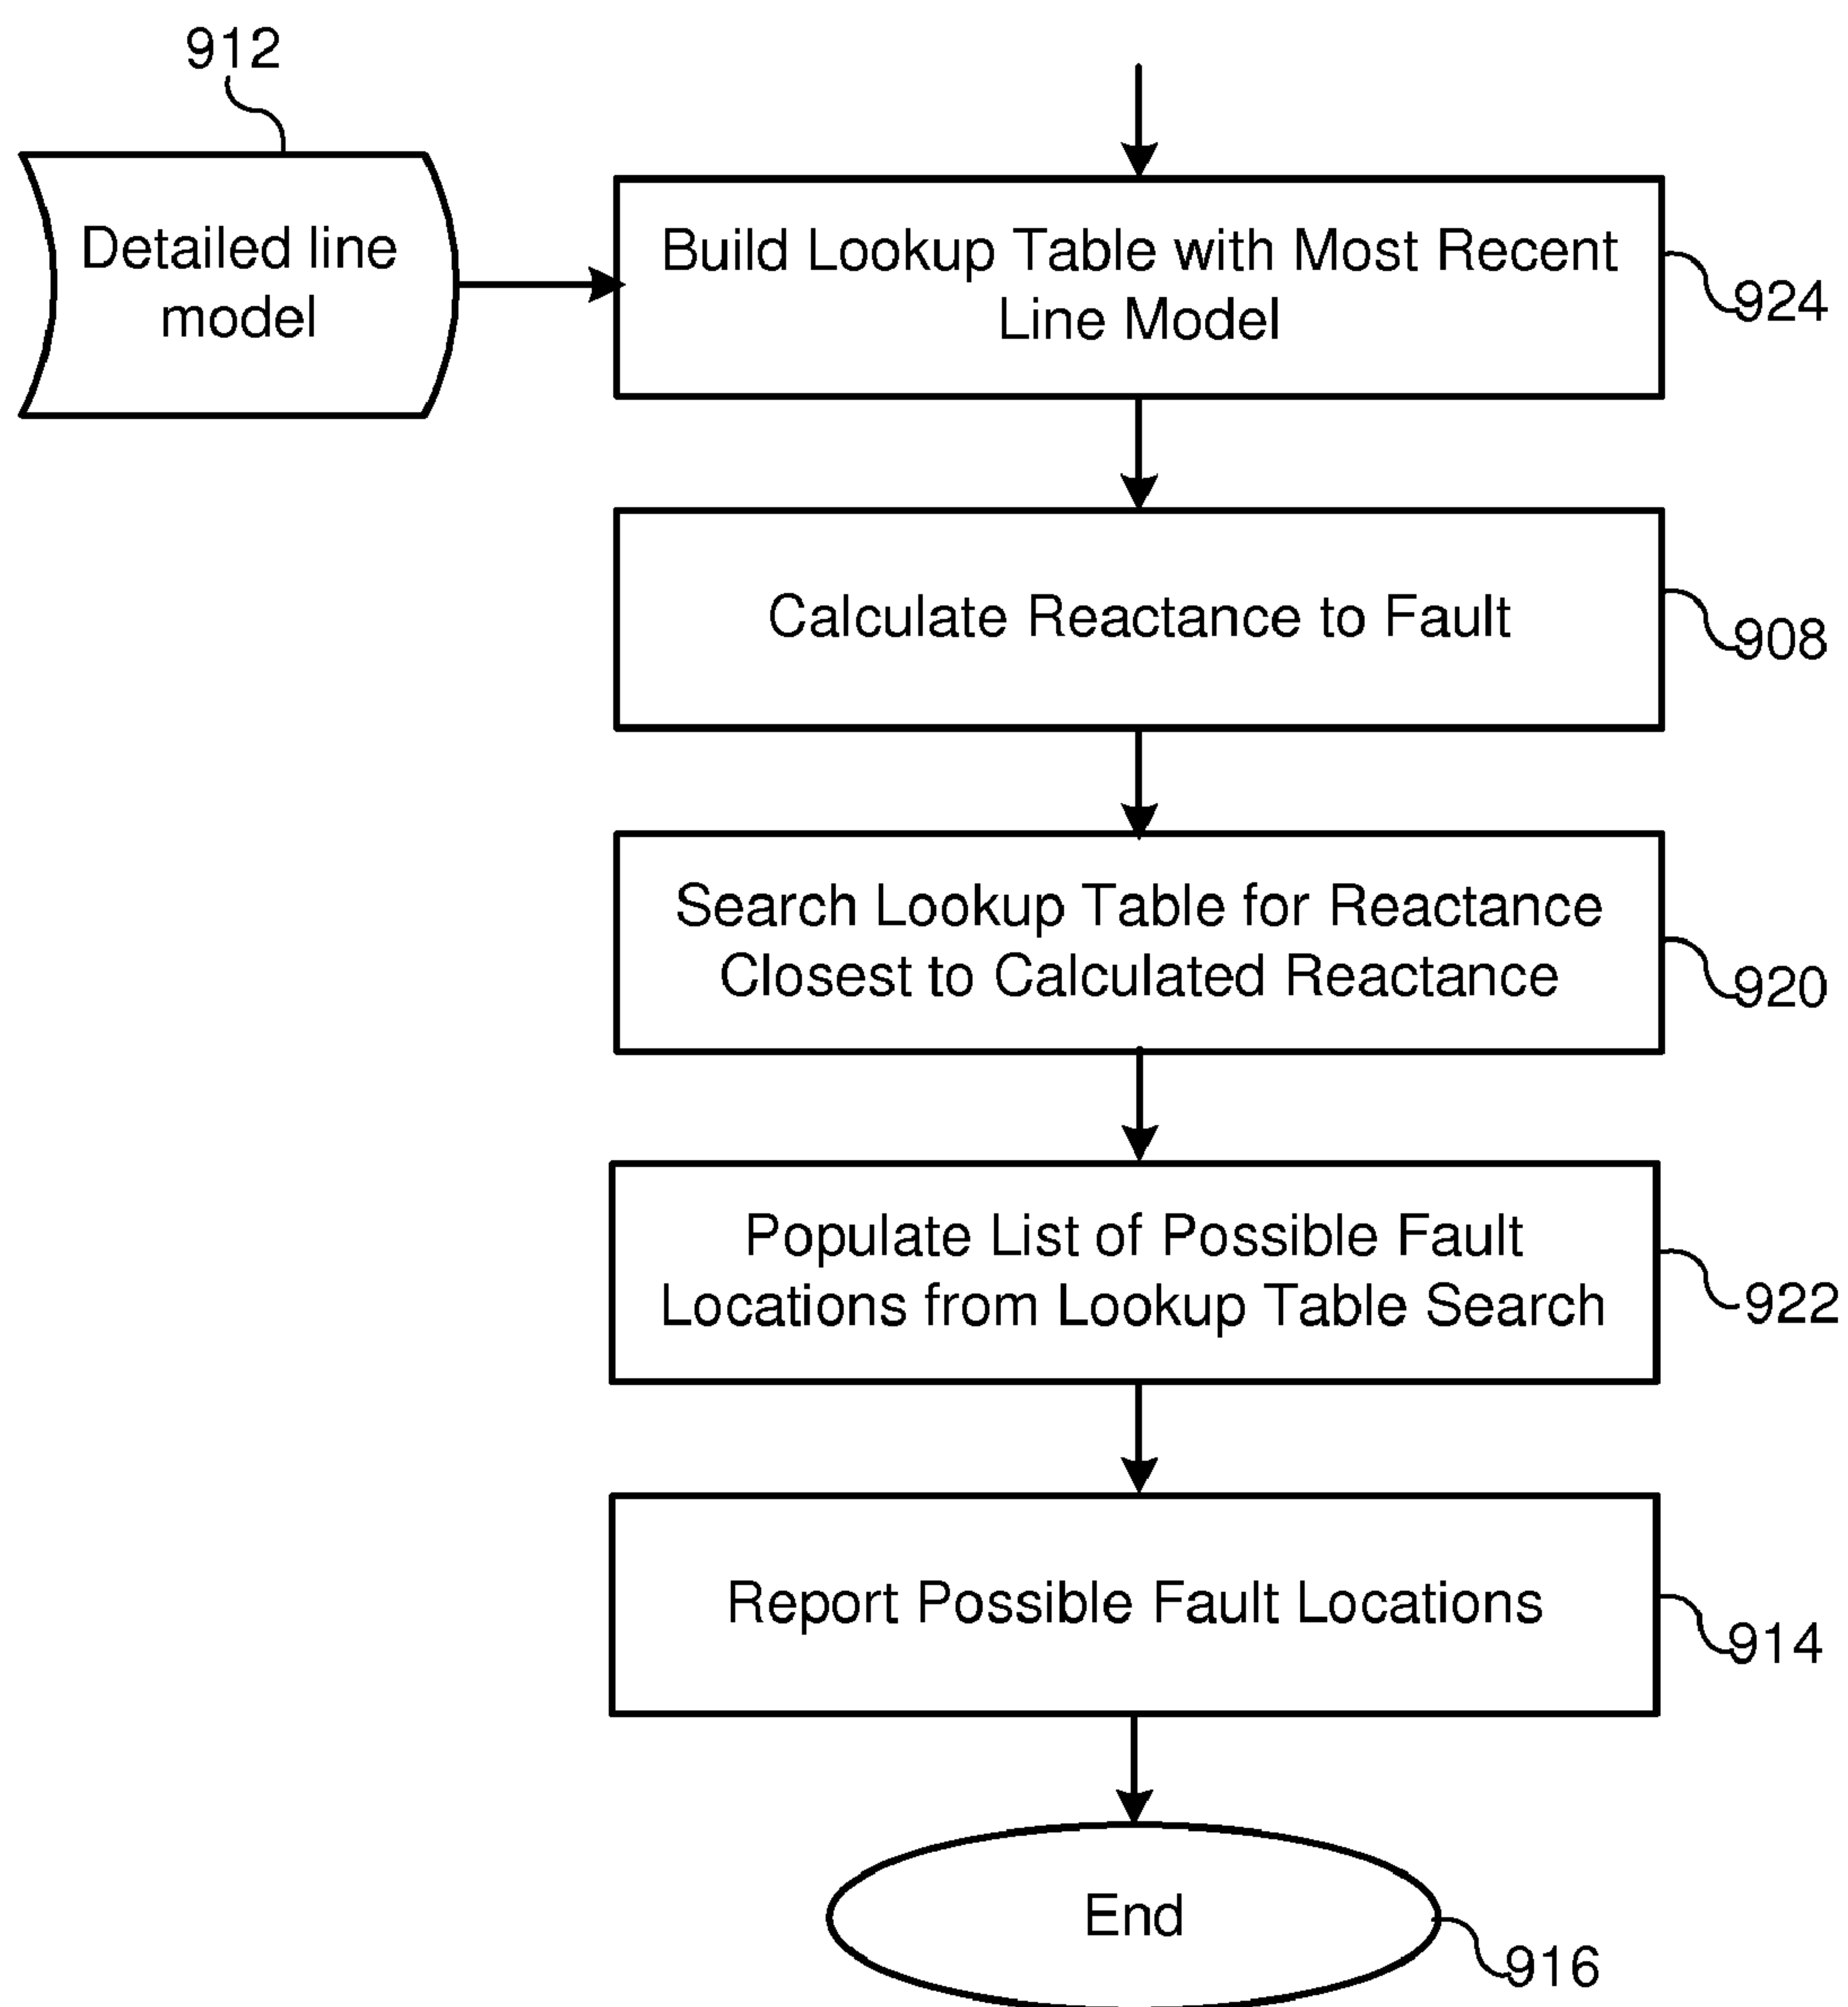 912
Detailed line
model
Build Lookup Table with Most Recent
Line Model
924
Calculate Reactance to Fault
908
Search Lookup Table for Reactance
Closest to Calculated Reactance
920
Populate List of Possible Fault
Locations from Lookup Table Search
922
Report Possible Fault Locations
914
End
916